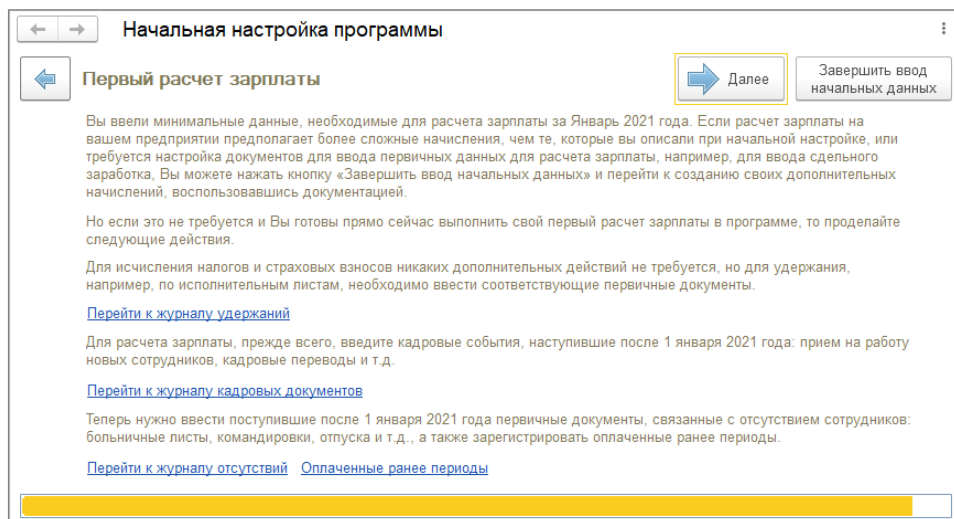 Начальная настройка программы
Первый расчет зарплаты
Далее
Завершить ввод
начальных данных
Вы ввели минимальные данные, необходимые для расчета зарплаты за Январь 2021 года. Если расчет зарплаты на
вашем предприятии предполагает более сложные начисления, чем те, которые вы описали при начальной настройке, или
требуется настройка документов для ввода первичных данных для расчета зарплаты, например, для ввода сдельного
заработка, Вы можете нажать кнопку «Завершить ввод начальных данных» и перейти к созданию своих дополнительных
начислений, воспользовавшись документацией.
Но если это не требуется и Вы готовы прямо сейчас выполнить свой первый расчет зарплаты в программе, то проделайте
следующие действия.
Для исчисления налогов и страховых взносов никаких дополнительных действий не требуется, но для удержания,
например, по исполнительным листам, необходимо ввести соответствующие первичные документы.
Перейти к журналу удержаний
Для расчета зарплаты, прежде всего, введите кадровые события, наступившие после 1 января 2021 года: прием на работу
новых сотрудников, кадровые переводы и т.д.
Перейти к журналу кадровых документов
Теперь нужно ввести поступившие после 1 января 2021 года первичные документы, связанные с отсутствием сотрудников:
больничные листы, командировки, отпуска и т.д., а также зарегистрировать оплаченные ранее периоды.
Перейти к журналу отсутствий Оплаченные ранее периоды